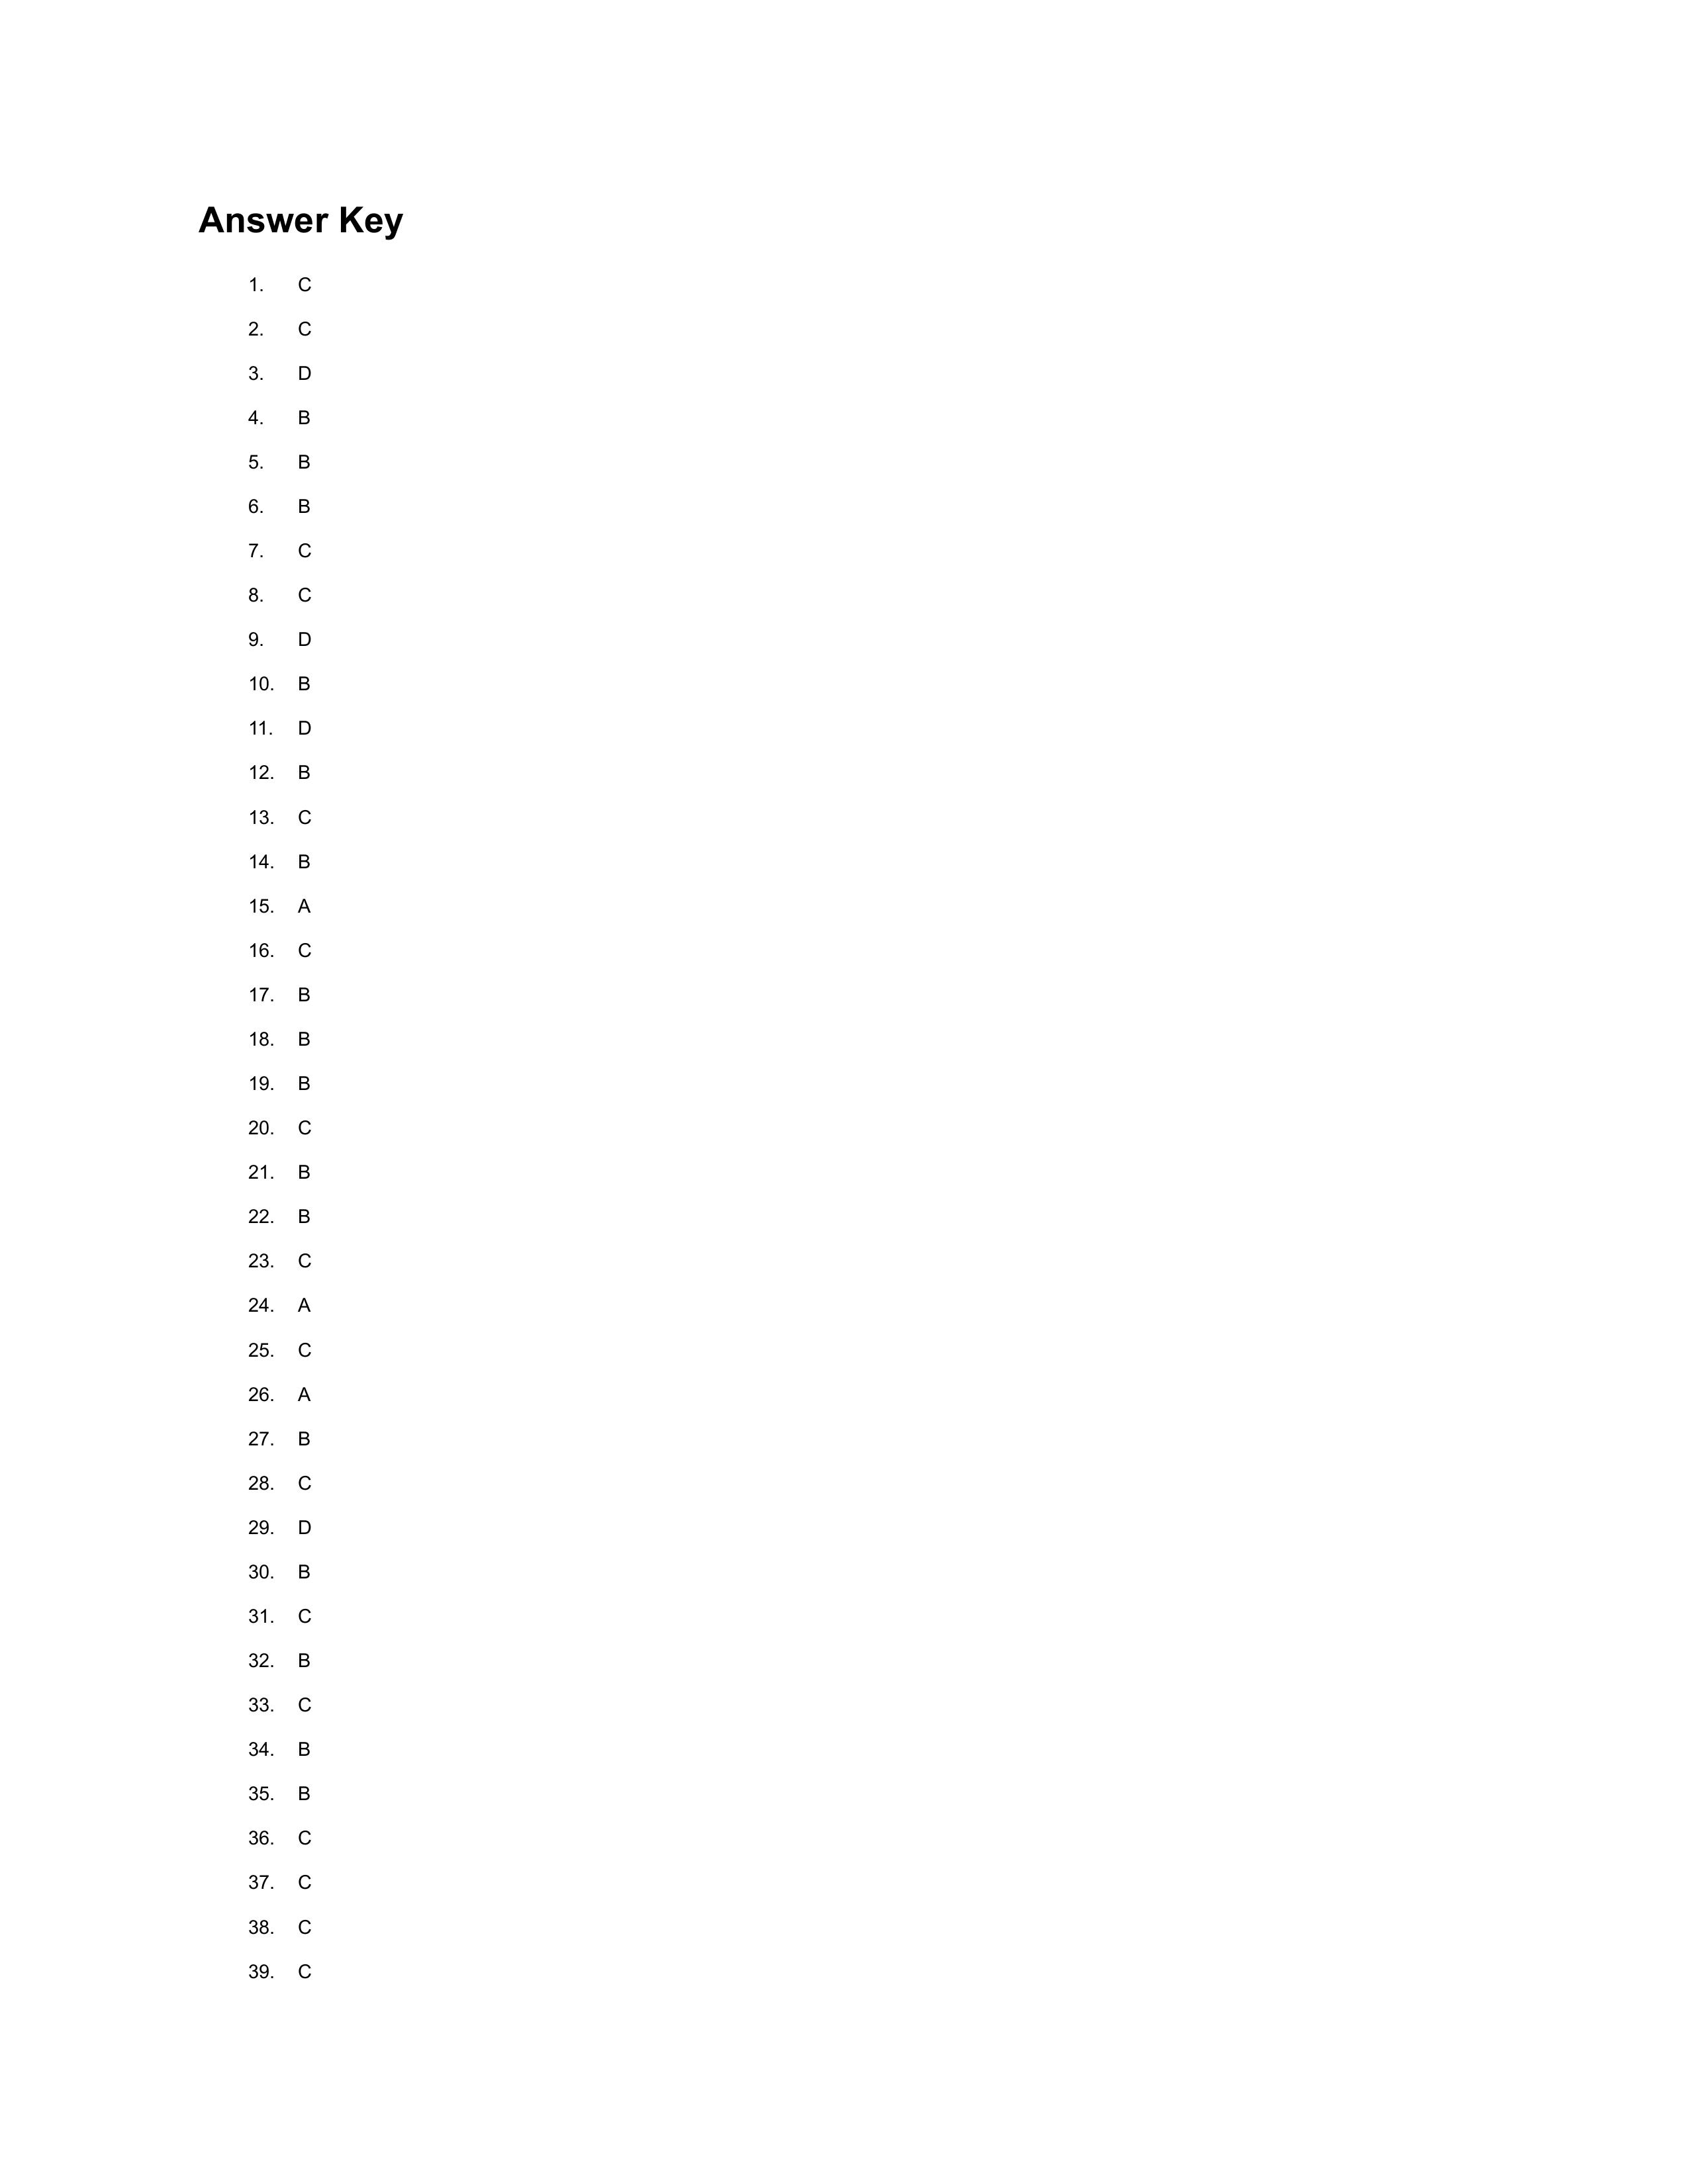 Answer Key
1. C
2. C
3. D
4. B
5. B
6. B
7. C
8. C
9. D
10. B
11. D
12. B
13. C
14. B
15. A
16. C
17. B
18. B
19. B
20. C
21. B
22. B
23. C
24. A
25. C
26. A
27. B
28. C
29. D
30. B
31. C
32. B
33. C
34. B
35. B
36. C
37. C
38. C
39. C